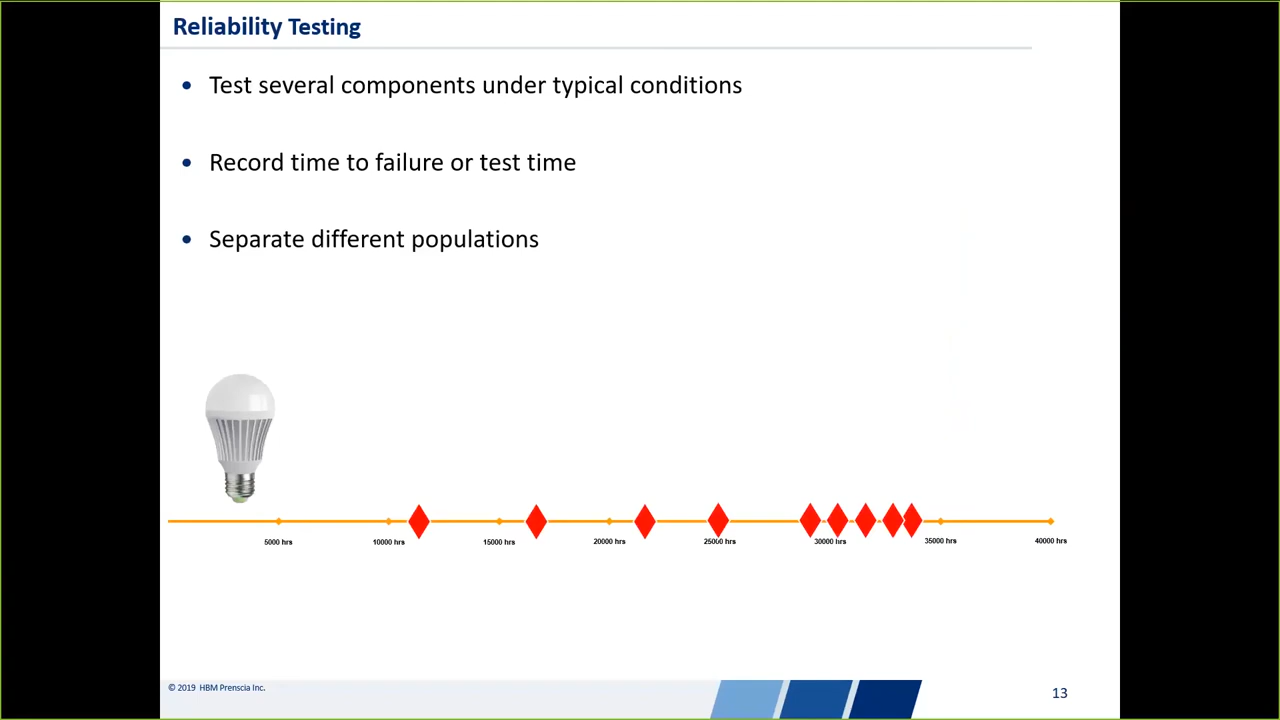 Reliability Testing
• Test several components under typical conditions
• Record time to failure or test time
• Separate different populations
5000 hrs 10000 hrs 15000 hrs 20000 hrs 25000 hrs 30000 hrs 35000 hrs 40000 hrs
© 2019 HBM Prenscia Inc.
13